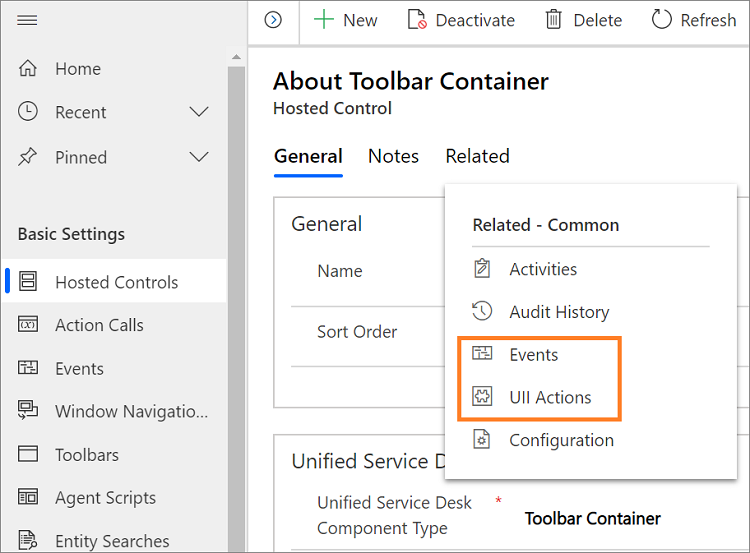 New
Deactivate
Delete
Refresh
Home
Recent
Pinned
Basic Settings
Hosted Controls
Action Calls
Events
Window Navigatio...
Toolbars
Agent Scripts
Entity Searches
About Toolbar Container
Hosted Control
General
Notes
Related
General
Name
Sort Order
Related - Common
Activities
Audit History
Events
UII Actions
Configuration
Unified Service D
Unified Service Desk *
Component Type
Toolbar Container